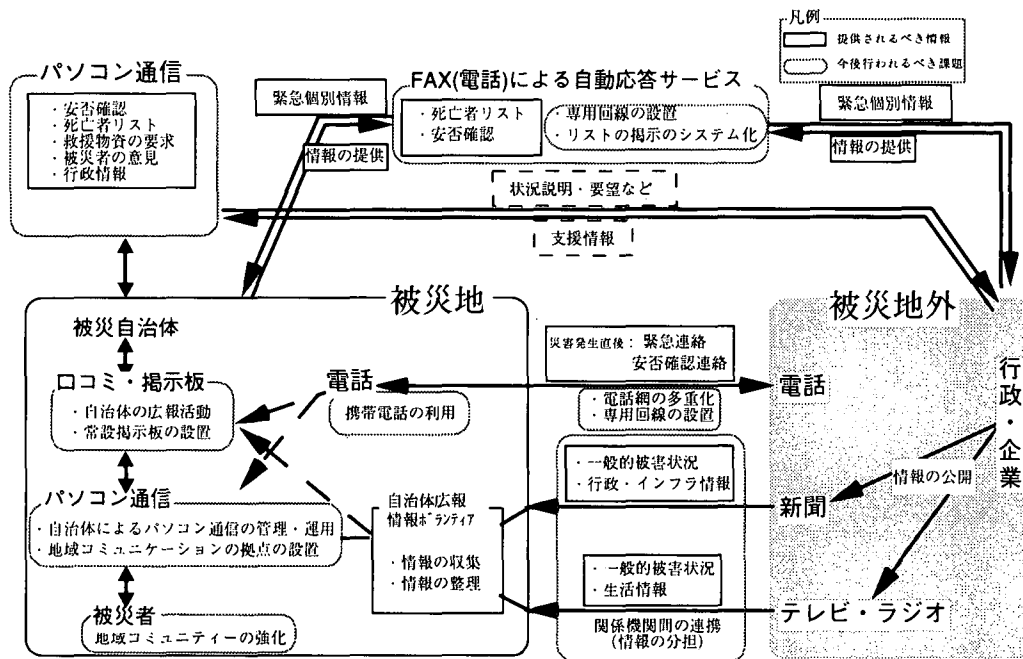 凡例
提供されるべき情報
今後行われるべき課題
パソコン通信
・安否確認
・死亡者リスト
・救援物資の要求
・被災者の意見
・行政情報
緊急個別情報
情報の提供
FAX(電話)による自動応答サービス
・死亡者リスト
・安否確認
・専用回線の設置
・リストの掲示のシステム化
緊急個別情報
情報の提供
状況説明・要望など
支援情報
被災地
被災自治体
口コミ・掲示板
・自治体の広報活動
・常設掲示板の設置
電話
携帯電話の利用
パソコン通信
・自治体によるパソコン通信の管理・運用
・地域コミュニケーションの拠点の設置
被災者
地域コミュニティーの強化
自治体広報
情報ボランティア
・情報の収集
・情報の整理
災害発生直後: 緊急連絡
安否確認連絡
・電話網の多重化
・専用回線の設置
・一般的被害状況
・行政・インフラ情報
・一般的被害状況
・生活情報
関係機関間の連携
(情報の分担)
被災地外
電話
行政・企業
情報の公開
新聞
テレビ・ラジオ